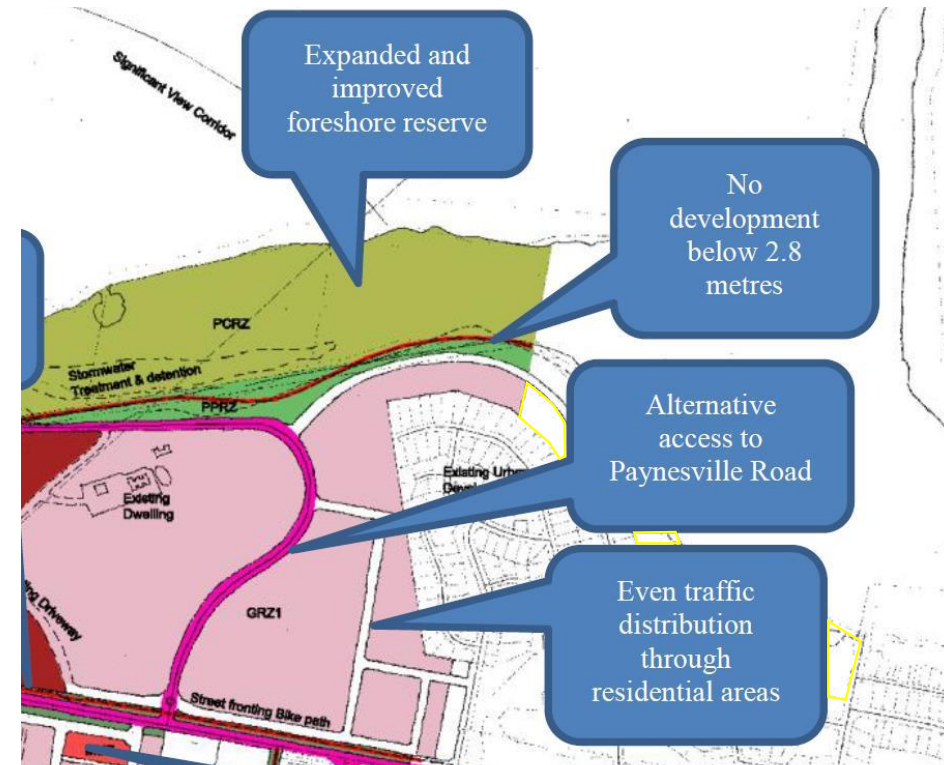 Significant View Corridor
Expanded and
improved
foreshore reserve
No
development
below 2.8
metres
PCRZ
Stormwater
Treatment & detention
PPRZ
Alternative
access to
Paynesville Road
Existing
Dwelling
Existing
GRZ1
Driveway
Even traffic
distribution
through
residential areas
Street fronting Bike path